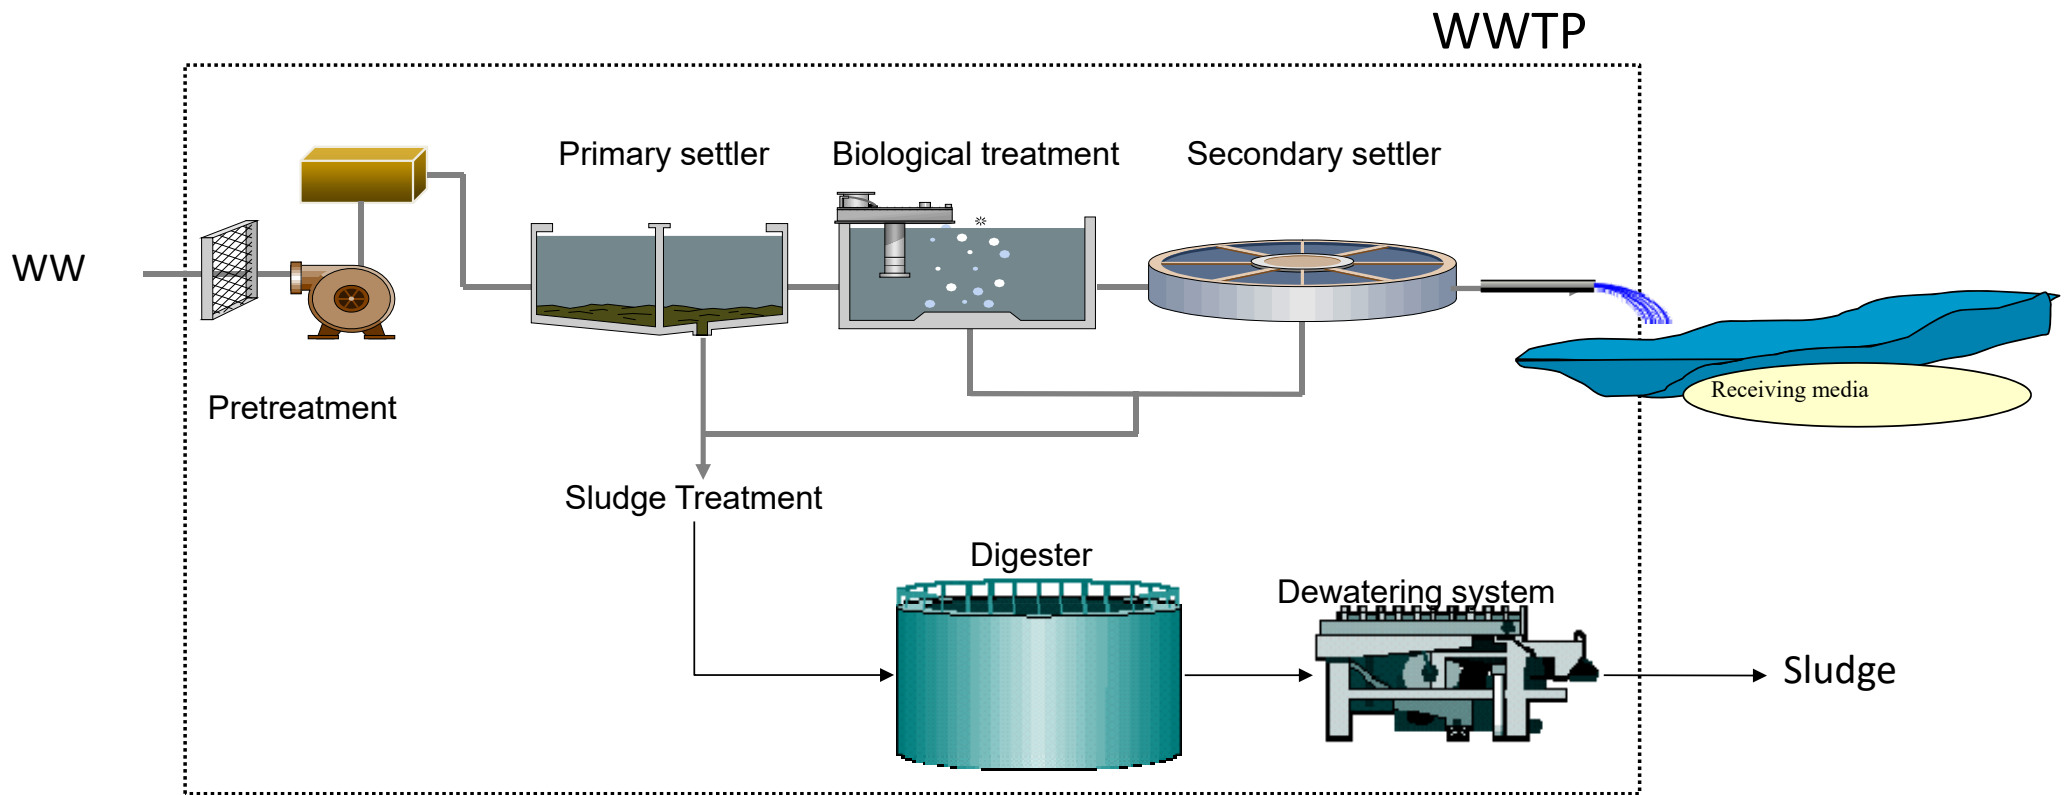 WWTP
Primary settler
Biological treatment
Secondary settler
WW
Pretreatment
Receiving media
Sludge Treatment
Digester
Dewatering system
Sludge